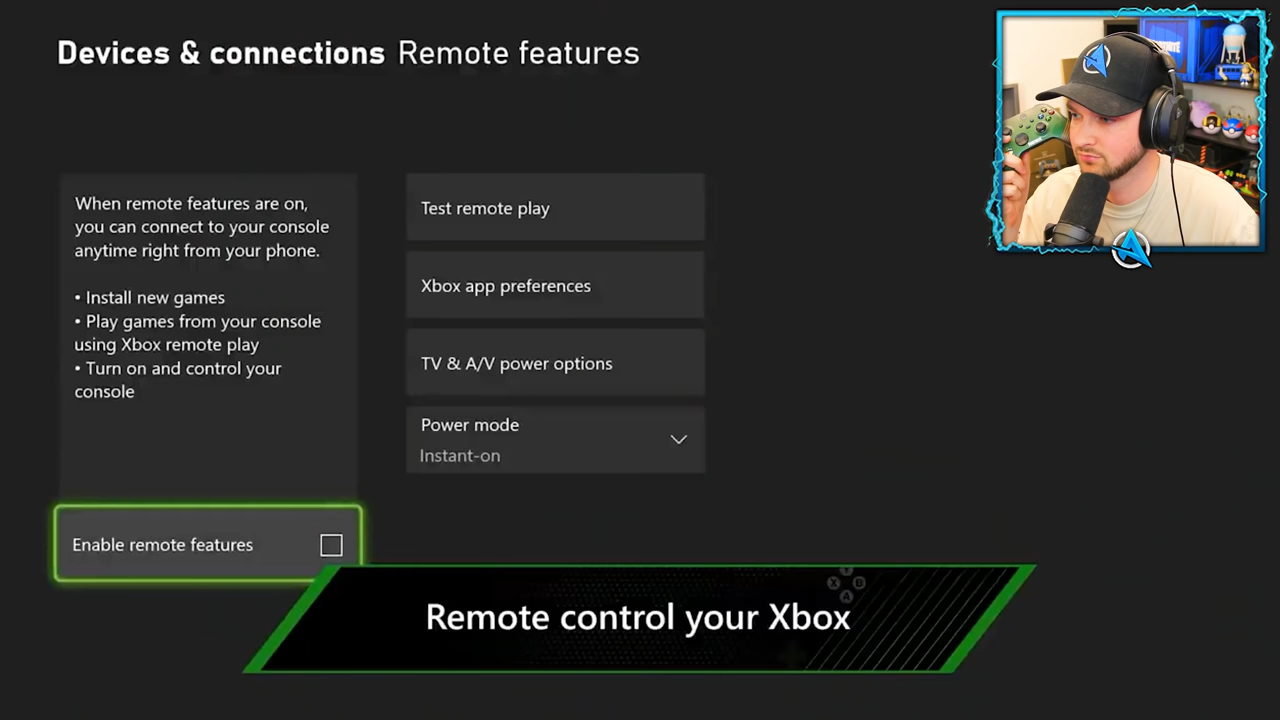 Devices & connections Remote features
When remote features are on,
you can connect to your console
anytime right from your phone.
• Install new games
• Play games from your console
using Xbox remote play
• Turn on and control your
console
Enable remote features
Test remote play
Xbox app preferences
TV & A/V power options
Power mode
Instant-on
Remote control your Xbox
Y
X B
A